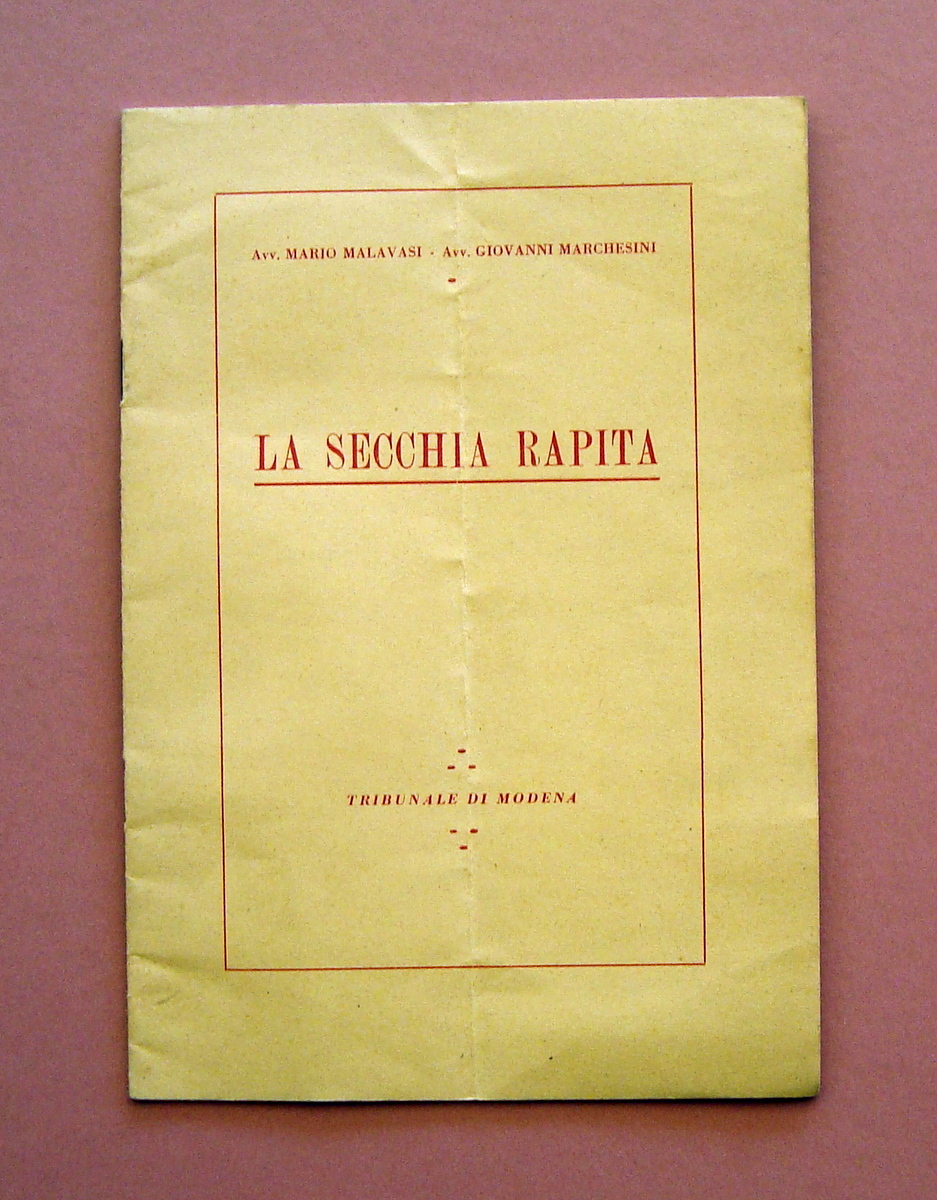 Avv. MARIO MALAVASI - Avv. GIOVANNI MARCHESINI
LA SECCHIA RAPITA
TRIBUNALE DI MODENA